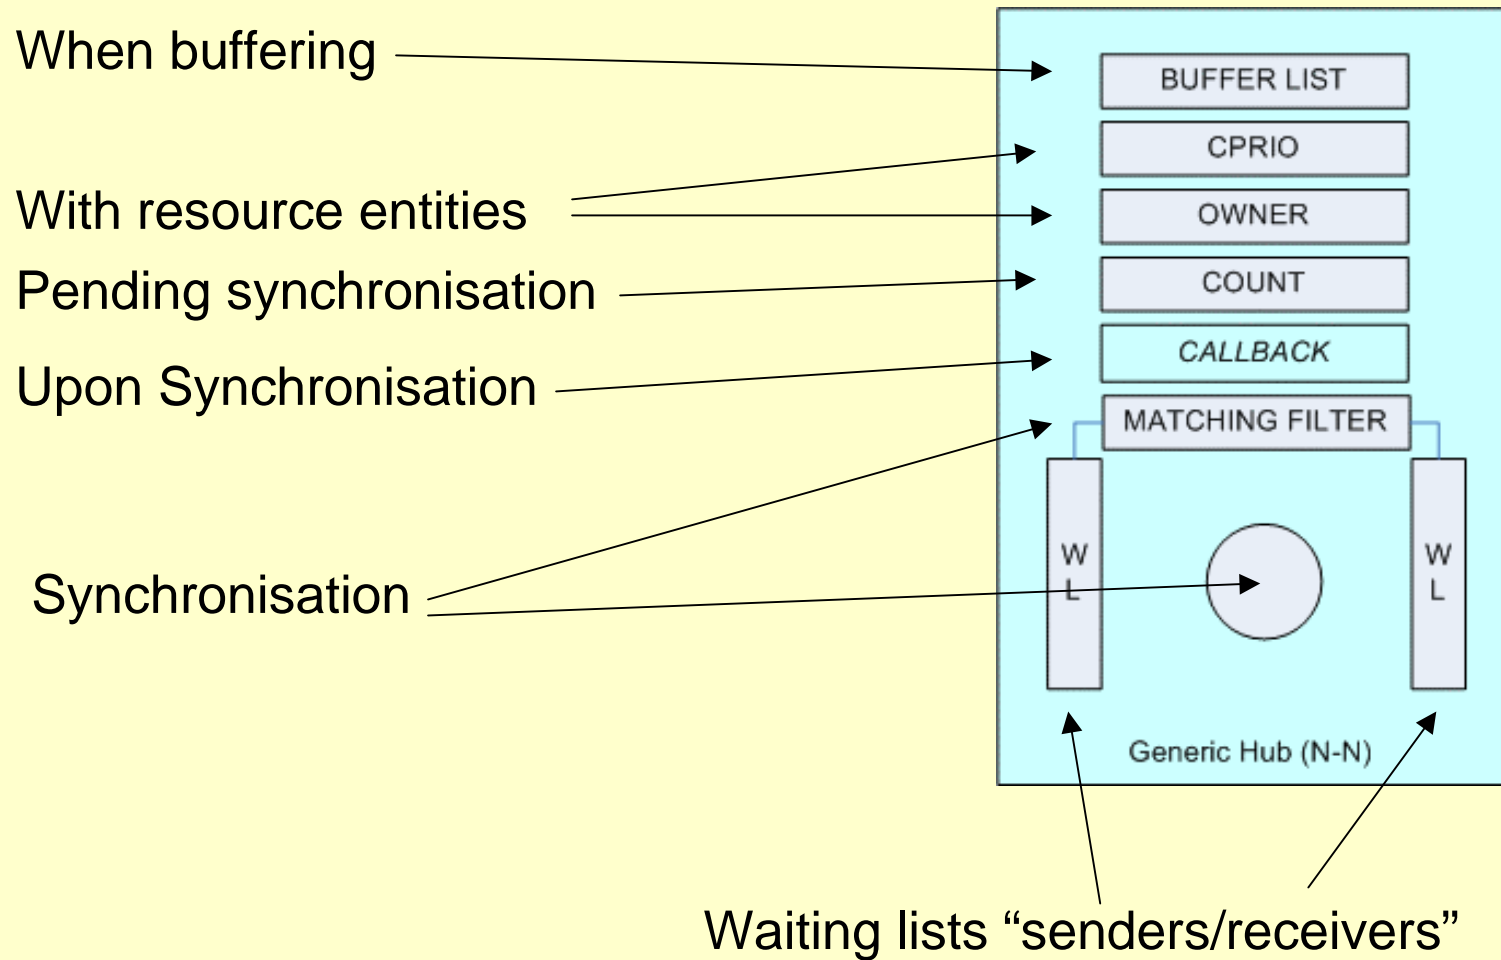 When buffering
BUFFER LIST
CPRIO
With resource entities
OWNER
Pending synchronisation
COUNT
CALLBACK
Upon Synchronisation
MATCHING FILTER
Synchronisation
W
L
W
L
Generic Hub (N-N)
Waiting lists “senders/receivers”